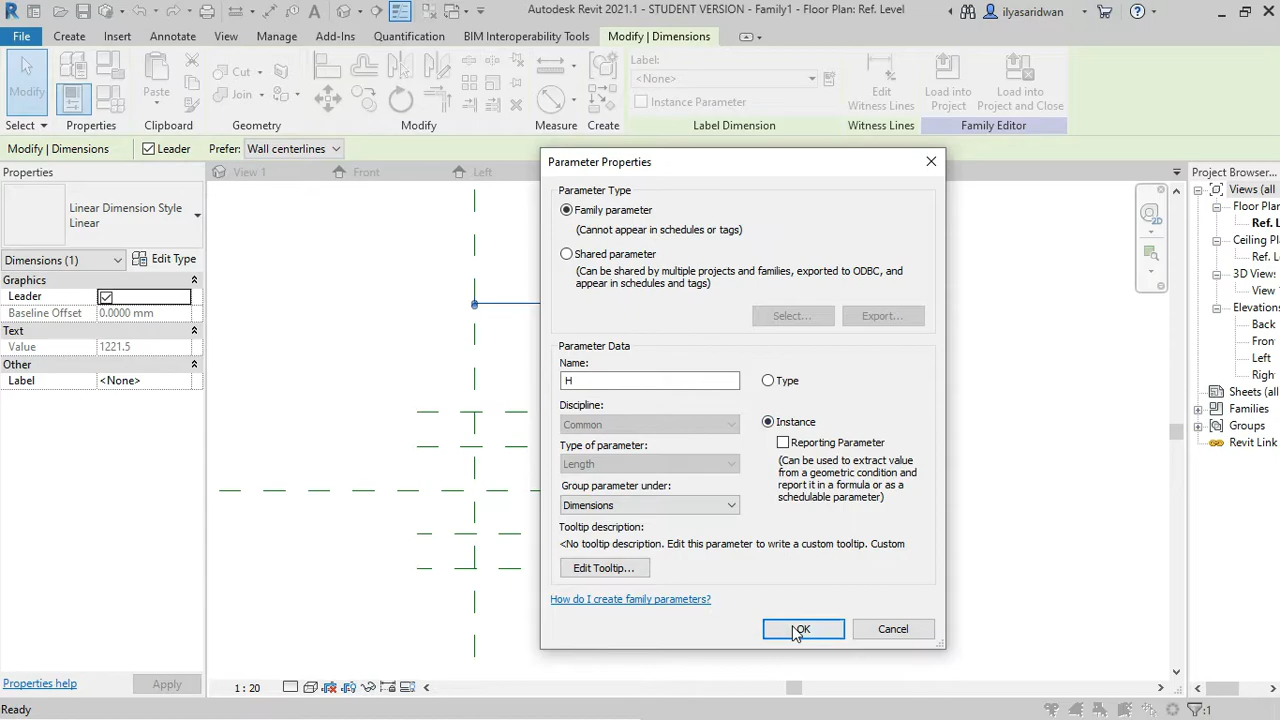 Autodesk Revit 2021.1 - STUDENT VERSION - Family1 - Floor Plan: Ref. Level
ilyasaridwan
File Create Insert Annotate View Manage Add-Ins Quantification BIM Interoperability Tools Modify | Dimensions
Modify
Paste
Cut
Join
Label:
<None>
Instance Parameter
Edit
Witness Lines
Load into
Project
Load into
Project and Close
Select Properties Clipboard Geometry Modify Measure Create Label Dimension Witness Lines Family Editor
Modify | Dimensions Leader Prefer: Wall centerlines
Properties
Linear Dimension Style
Linear
Dimensions (1) Edit Type
Graphics
Leader
Baseline Offset 0.0000 mm
Text
Value 1221.5
Other
Label <None>
Properties help Apply
View 1 Front Left
Parameter Properties
Parameter Type
Family parameter
(Cannot appear in schedules or tags)
Shared parameter
(Can be shared by multiple projects and families, exported to ODBC, and
appear in schedules and tags)
Select... Export...
Parameter Data
Name:
H
Type
Discipline:
Common
Instance
Type of parameter:
Reporting Parameter
Length
(Can be used to extract value
from a geometric condition and
report it in a formula or as a
schedulable parameter)
Group parameter under:
Dimensions
Tooltip description:
<No tooltip description. Edit this parameter to write a custom tooltip. Custom
Edit Tooltip...
How do I create family parameters?
OK Cancel
2D
Project Browser...
Views (all
Floor Plan
Ref. L
Ceiling Pl
Ref. L
3D Views
View
Elevations
Back
Front
Left
Right
Sheets (all
Families
Groups
Revit Link
1 : 20
Ready
:1